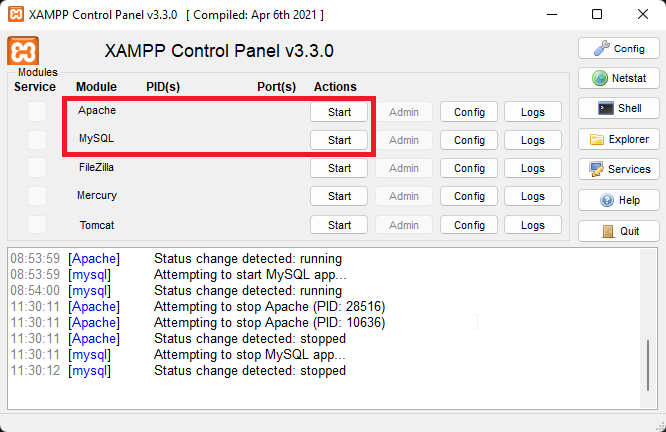 XAMPP Control Panel v3.3.0 [ Compiled: Apr 6th 2021 ]
XAMPP Control Panel v3.3.0
Config
Modules
Service Module PID(s) Port(s) Actions
Netstat
Apache Start Admin Config Logs
Shell
MySQL Start Admin Config Logs
Explorer
FileZilla Start Admin Config Logs
Services
Mercury Start Admin Config Logs
Help
Tomcat Start Admin Config Logs
Quit
08:53:59 [Apache] Status change detected: running
08:53:59 [mysql] Attempting to start MySQL app...
08:54:00 [mysql] Status change detected: running
11:30:11 [Apache] Attempting to stop Apache (PID: 28516)
11:30:11 [Apache] Attempting to stop Apache (PID: 10636)
11:30:11 [Apache] Status change detected: stopped
11:30:11 [mysql] Attempting to stop MySQL app...
11:30:12 [mysql] Status change detected: stopped